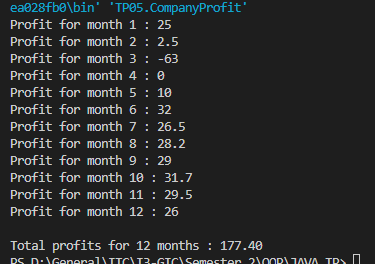 ea028fb0\bin' 'TP05.CompanyProfit'
Profit for month 1 : 25
Profit for month 2 : 2.5
Profit for month 3 : -63
Profit for month 4 : 0
Profit for month 5 : 10
Profit for month 6 : 32
Profit for month 7 : 26.5
Profit for month 8 : 28.2
Profit for month 9 : 29
Profit for month 10 : 31.7
Profit for month 11 : 29.5
Profit for month 12 : 26
Total profits for 12 months : 177.40
PS D:\General\ITC\I3-GIC\Semester 2\OOP\JAVA TP>